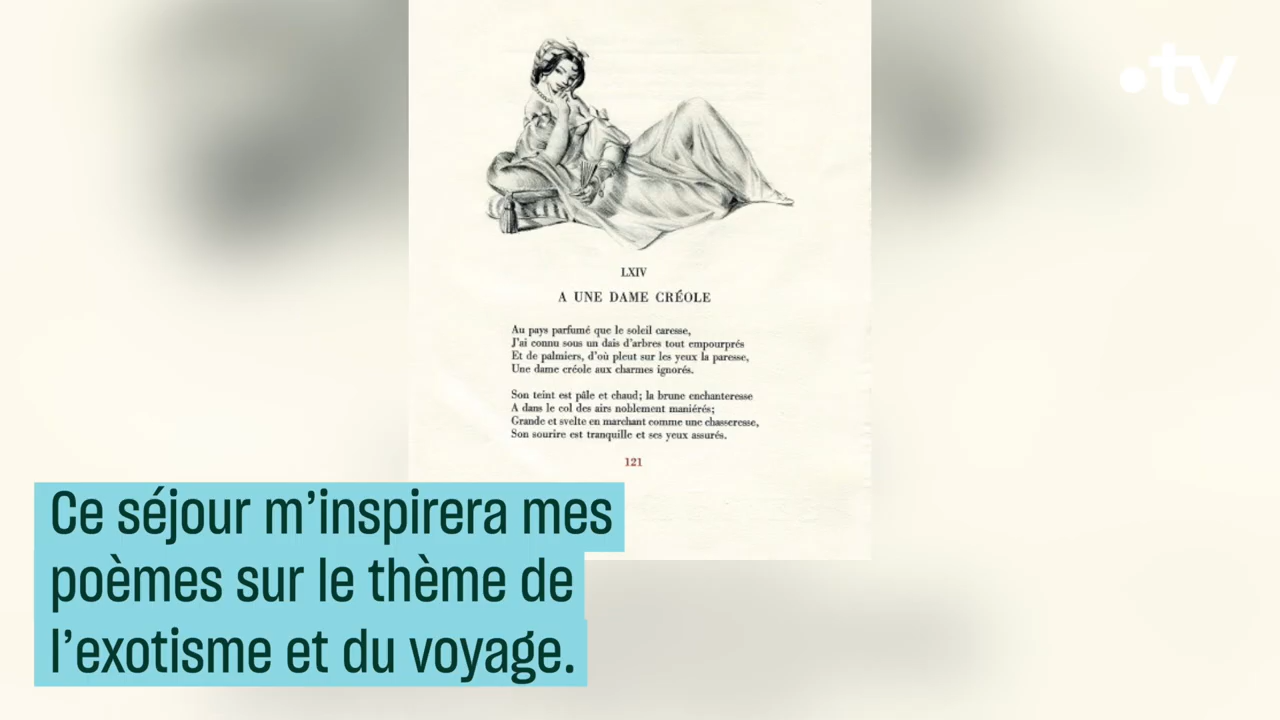 .tv
LXIV
A UNE DAME CRÉOLE
Au pays parfumé que le soleil caresse,
J'ai connu sous un dais d'arbres tout empourprés
Et de palmiers, d'où pleut sur les yeux la paresse,
Une dame créole aux charmes ignorés.
Son teint est pâle et chaud; la brune enchanteresse
A dans le col des airs noblement maniérés;
Grande et svelte en marchant comme une chasseresse,
Son sourire est tranquille et ses yeux assurés.
121
Ce séjour m’inspirera mes
poèmes sur le thème de
l’exotisme et du voyage.